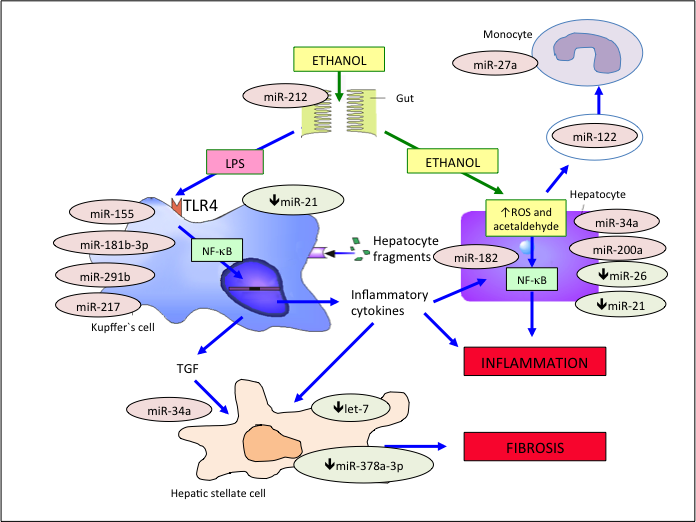 Monocyte
ETHANOL
miR-27a
miR-212
Gut
miR-122
LPS
ETHANOL
TLR4
🡳miR-21
Hepatocyte
miR-155
↑ROS and
acetaldehyde
miR-34a
miR-181b-3p
NF-κB
Hepatocyte
fragments
miR-182
miR-200a
miR-291b
NF-κB
🡳miR-26
miR-217
Inflammatory
cytokines
🡳miR-21
Kupffer`s cell
TGF
INFLAMMATION
miR-34a
🡳let-7
FIBROSIS
🡳miR-378a-3p
Hepatic stellate cell